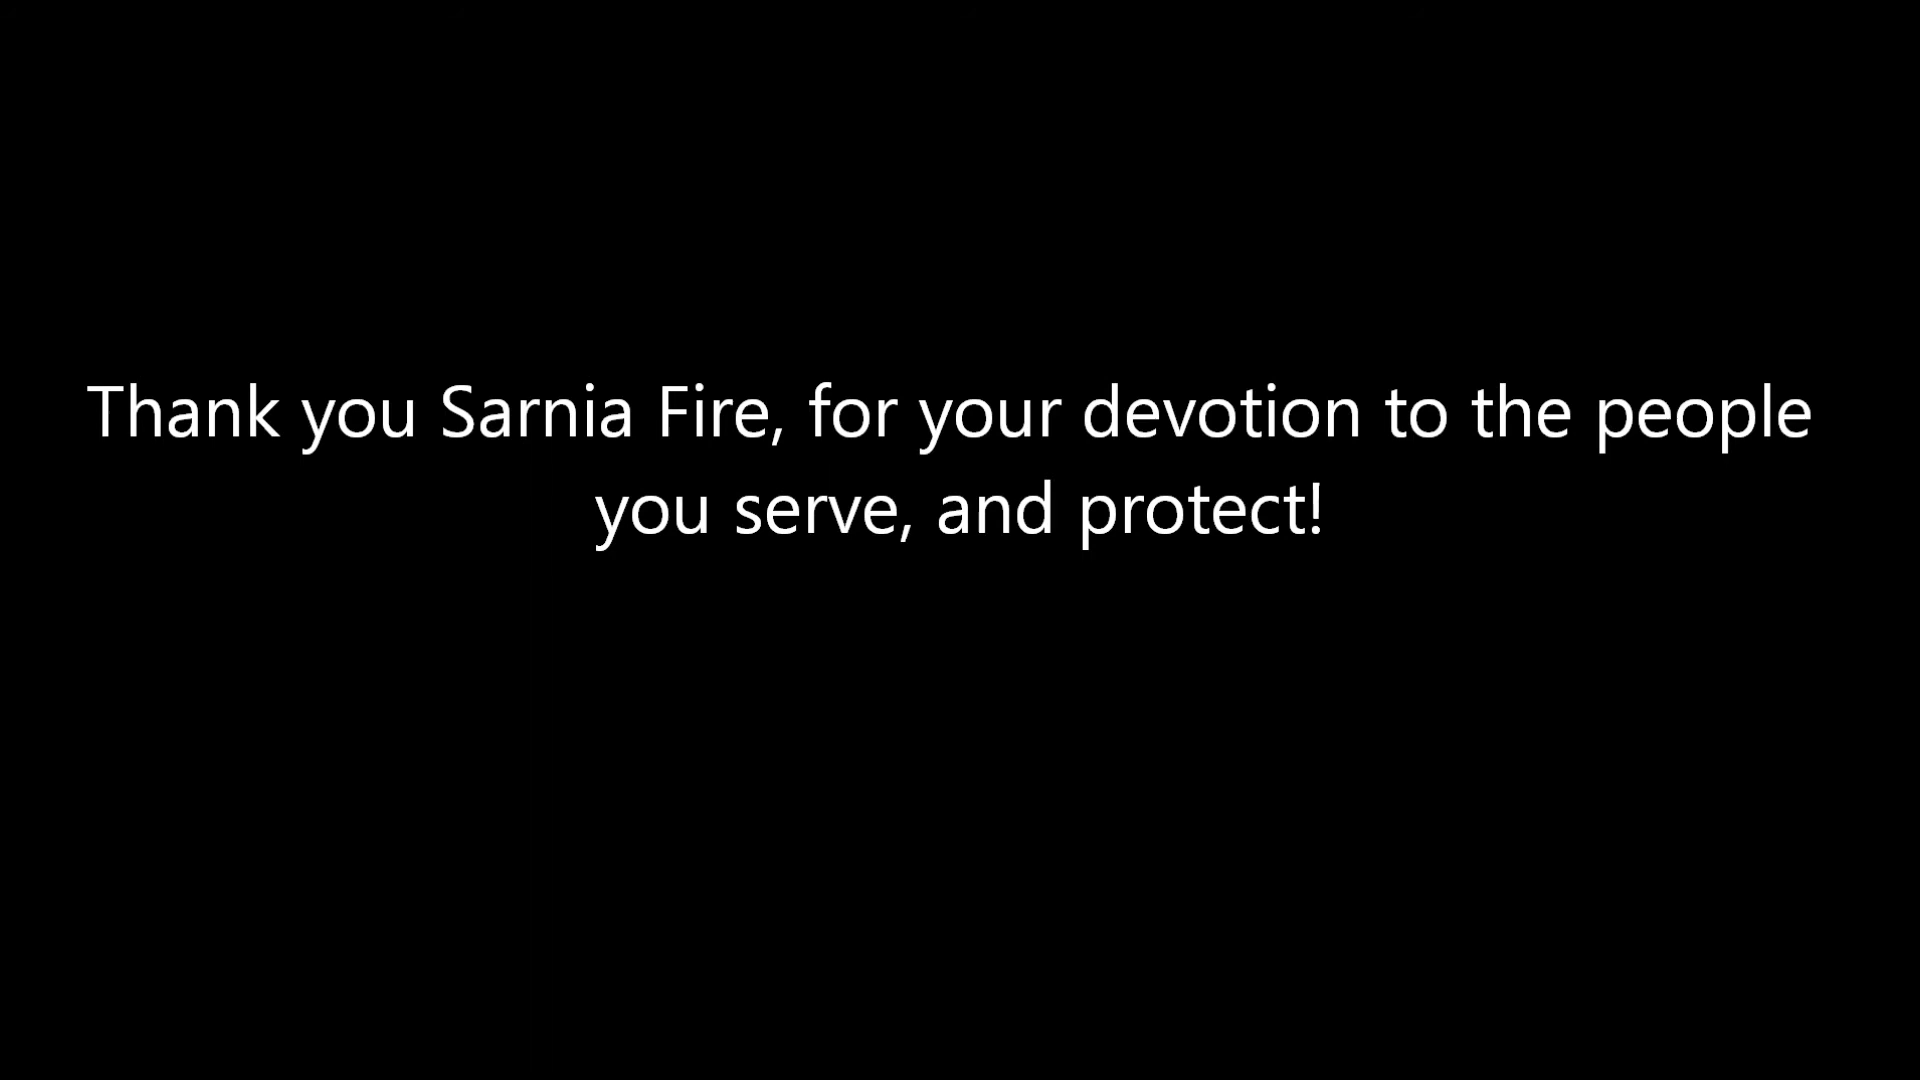 Thank you Sarnia Fire, for your devotion to the people
you serve, and protect!